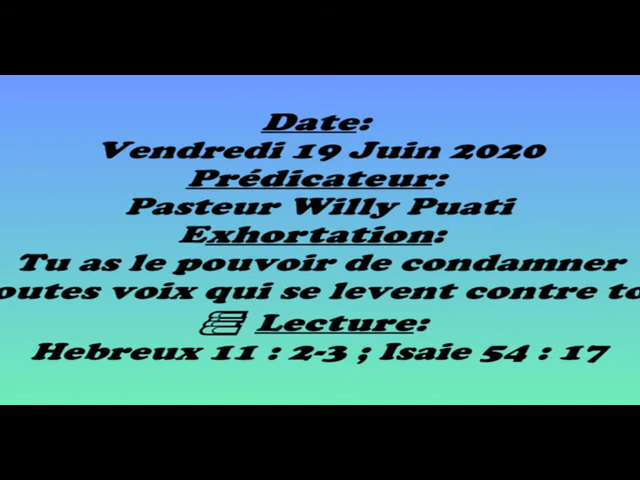 Date:
Vendredi 19 Juin 2020
Prédicateur:
Pasteur Willy Puati
Exhortation:
Tu as le pouvoir de condamner
outes voix qui se levent contre to
Lecture:
Hebreux 11 : 2-3 ; Isaie 54 : 17